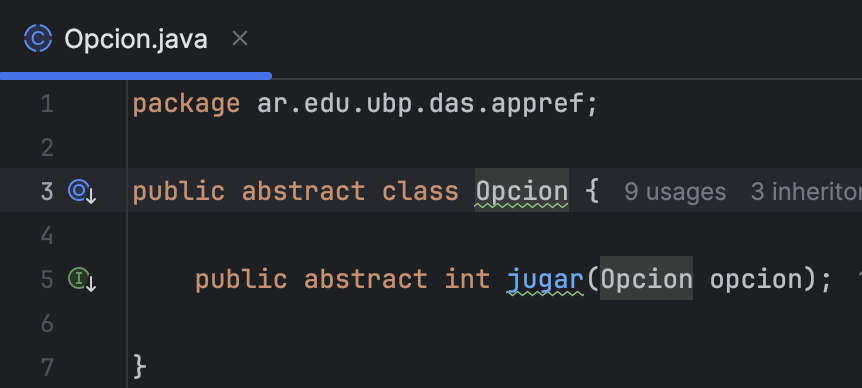 Opcion.java
1 package ar.edu.ubp.das.appref;
2
3 public abstract class Opcion { 9 usages 3 inheritor
4
5 public abstract int jugar(Opcion opcion);
6
7 }